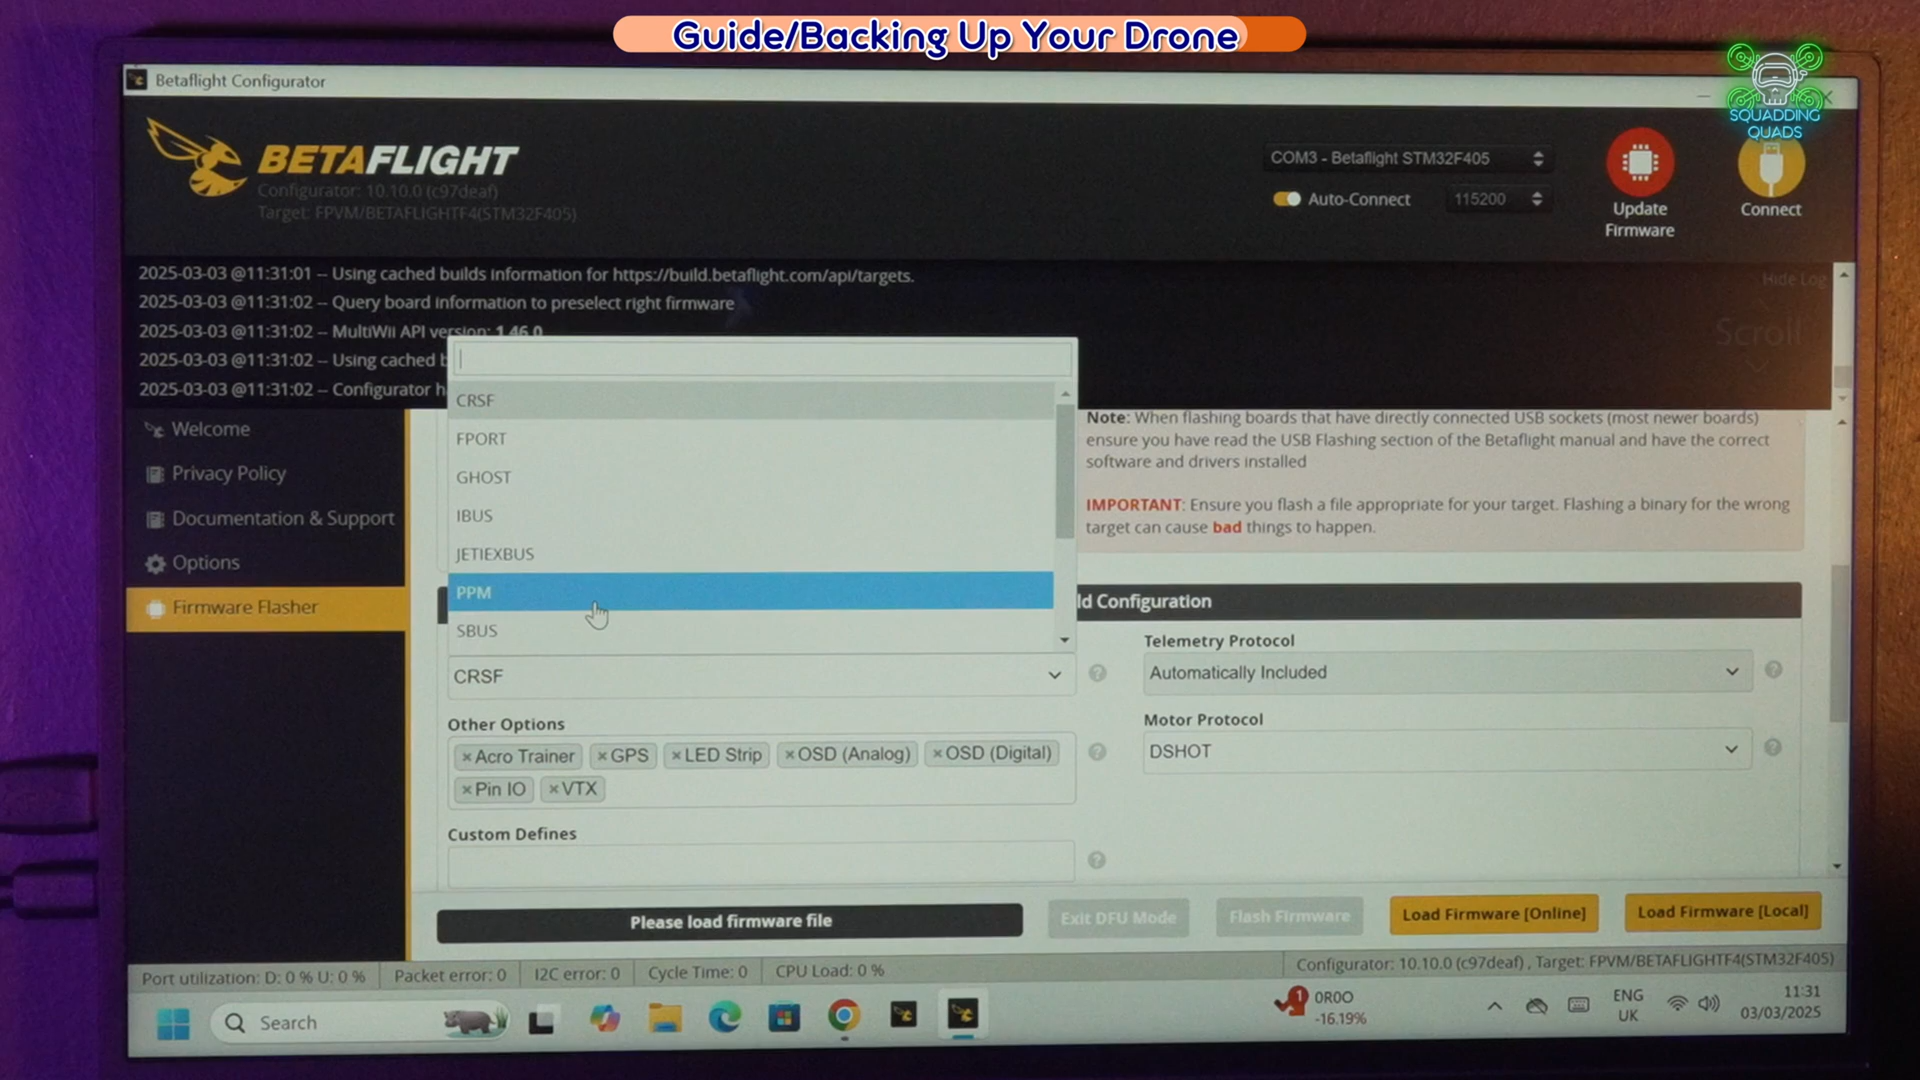 Guide/Backing Up Your Drone
SQUADDING
QUADS
Betaflight Configurator
BETAFLIGHT
Configurator: 10.10.0 (c97deaf)
Target: FPVM/BETAFLIGHTF4(STM32F405)
COM3 - Betaflight STM32F405
Auto-Connect
115200
Update
Firmware
Connect
2025-03-03 @11:31:01 -- Using cached builds information for https://build.betaflight.com/api/targets.
2025-03-03 @11:31:02 -- Query board information to preselect right firmware
2025-03-03 @11:31:02 -- MultiWii API version: 1.46.0
2025-03-03 @11:31:02 -- Using cached b
2025-03-03 @11:31:02 -- Configurator h
Hide Log
Scroll
Welcome
Privacy Policy
Documentation & Support
Options
Firmware Flasher
CRSF
FPORT
GHOST
IBUS
JETIEXBUS
PPM
SBUS
CRSF
Note: When flashing boards that have directly connected USB sockets (most newer boards)
ensure you have read the USB Flashing section of the Betaflight manual and have the correct
software and drivers installed
IMPORTANT: Ensure you flash a file appropriate for your target. Flashing a binary for the wrong
target can cause bad things to happen.
ld Configuration
Telemetry Protocol
Automatically Included
Other Options
×Acro Trainer ×GPS ×LED Strip ×OSD (Analog) ×OSD (Digital)
×Pin IO ×VTX
Motor Protocol
DSHOT
Custom Defines
Please load firmware file
Exit DFU Mode
Flash Firmware
Load Firmware [Online]
Load Firmware [Local]
Port utilization: D: 0 % U: 0 %
Packet error: 0
I2C error: 0
Cycle Time: 0
CPU Load: 0 %
Configurator: 10.10.0 (c97deaf) , Target: FPVM/BETAFLIGHTF4(STM32F405)
Search
1
0R0O
-16.19%
ENG
UK
11:31
03/03/2025